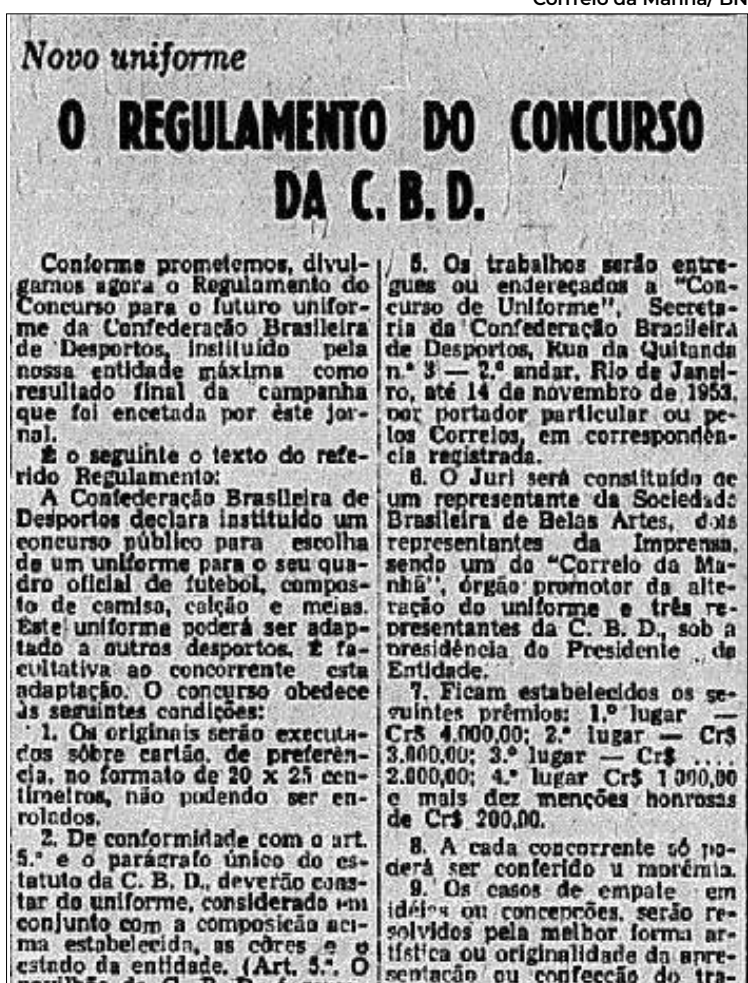 Correio da Manhã/ BN
Novo uniforme
O REGULAMENTO DO CONCURSO
DA C. B. D.
Conforme prometemos, divul-
gamos agora o Regulamento do
Concurso para o futuro unifor-
me da Confederação Brasileira
de Desportos, instituído pela
nossa entidade máxima como
resultado final da campanha
que foi encetada por êste jor-
nal.
É o seguinte o texto do refe-
rido Regulamento:
A Confederação Brasileira de
Desportos declara instituído um
concurso público para escolha
de um uniforme para o seu qua-
dro oficial de futebol, compos-
to de camisa, calção e meias.
Êste uniforme poderá ser adap-
tado a outros desportos. É fa-
cultativa ao concorrente esta
adaptação. O concurso obedece
às seguintes condições:
1. Os originais serão executa-
dos sôbre cartão, de preferên-
cia, no formato de 20 x 25 cen-
tímetros, não podendo ser en-
rolados.
2. De conformidade com o art.
5.º e o parágrafo único do es-
tatuto da C. B. D., deverão cons-
tar do uniforme, considerado em
conjunto com a composição aci-
ma estabelecida, as côres e o
estado da entidade. (Art. 5.º. O
pavilhão da C. B. D.
5. Os trabalhos serão entre-
gues ou endereçados a "Con-
curso de Uniforme", Secreta-
ria da Confederação Brasileira
de Desportos, Rua da Quitanda
n.º 3 — 2.º andar, Rio de Janei-
ro, até 14 de novembro de 1953,
por portador particular ou pe-
los Correios, em correspondên-
cia registrada.
6. O Juri será constituído de
um representante da Sociedade
Brasileira de Belas Artes, dois
representantes da Imprensa,
sendo um do "Correio da Ma-
nhã", órgão promotor da alte-
ração do uniforme e três re-
presentantes da C. B. D., sob a
presidência do Presidente da
Entidade.
7. Ficam estabelecidos os se-
guintes prêmios: 1.º lugar —
Cr$ 4.000,00; 2.º lugar — Cr$
3.000,00; 3.º lugar — Cr$ ....
2.000,00; 4.º lugar Cr$ 1 000,00
e mais dez menções honrosas
de Cr$ 200,00.
8. A cada concorrente só po-
derá ser conferido u mprêmio.
9. Os casos de empate em
idéias ou concepções, serão re-
solvidos pela melhor forma ar-
tística ou originalidade da apre-
sentação ou confecção do tra-